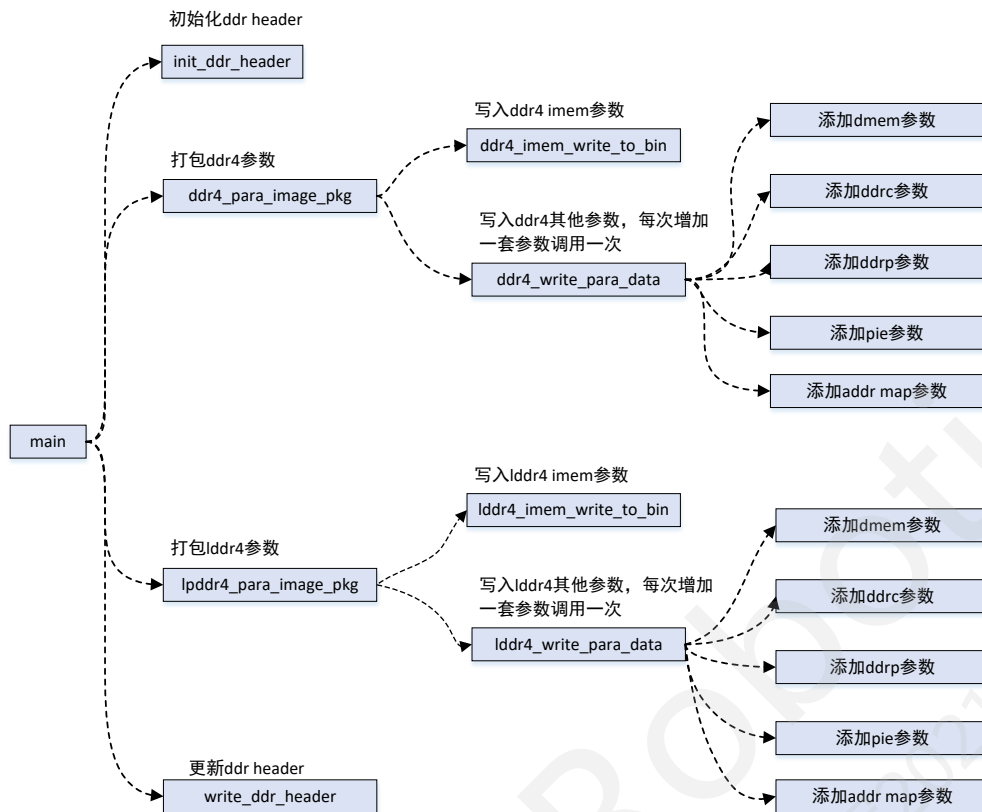 初始化ddr header
init_ddr_header
写入ddr4 imem参数
ddr4_imem_write_to_bin
添加dmem参数
打包ddr4参数
ddr4_para_image_pkg
添加ddrc参数
写入ddr4其他参数，每次增加
一套参数调用一次
ddr4_write_para_data
添加ddrp参数
添加pie参数
添加addr map参数
main
写入lddr4 imem参数
lddr4_imem_write_to_bin
添加dmem参数
打包lddr4参数
lpddr4_para_image_pkg
写入lddr4其他参数，每次增加
一套参数调用一次
lddr4_write_para_data
添加ddrc参数
添加ddrp参数
添加pie参数
更新ddr header
write_ddr_header
添加addr map参数